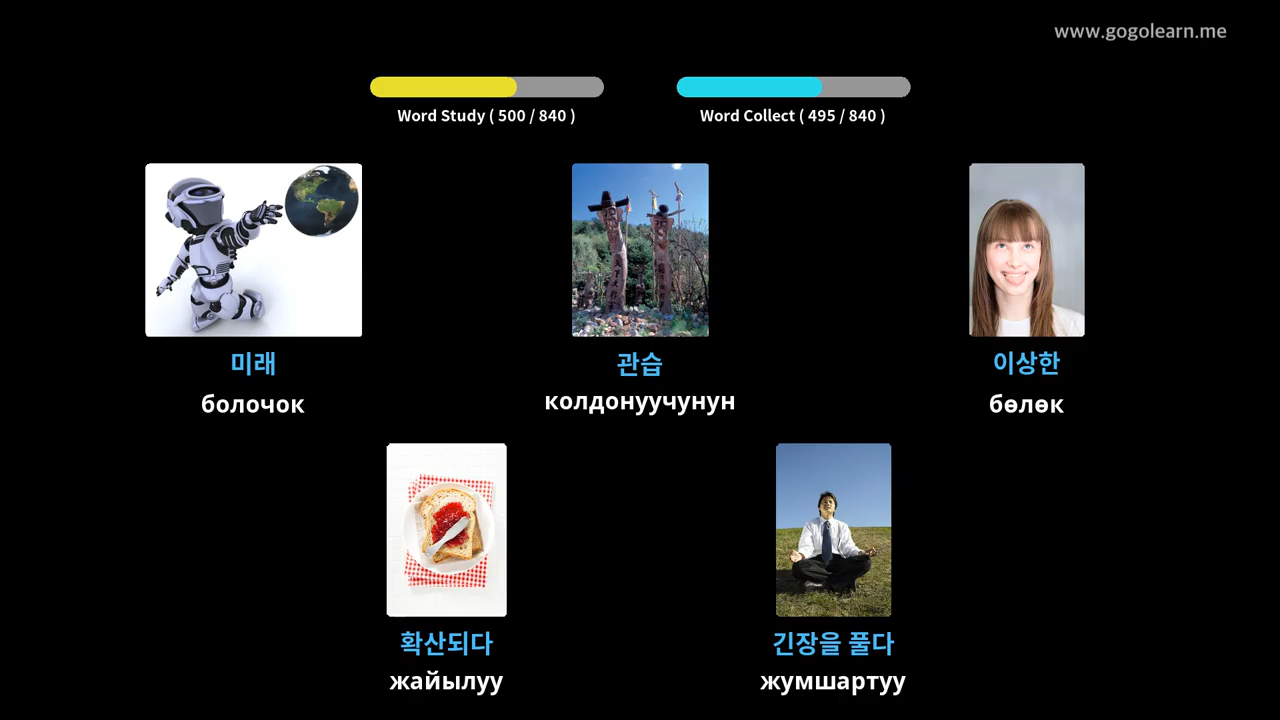 www.gogolearn.me
Word Study ( 500 / 840 )
Word Collect ( 495 / 840 )
미래
болочок
관습
колдонуучунун
이상한
бөлөк
확산되다
жайылуу
긴장을 풀다
жумшартуу